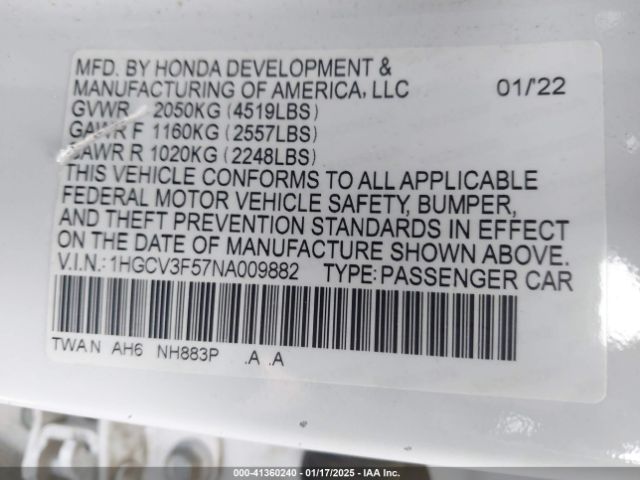 MFD. BY HONDA DEVELOPMENT &
MANUFACTURING OF AMERICA, LLC 01/22
GVWR 2050KG (4519LBS)
GAWR F 1160KG (2557LBS)
GAWR R 1020KG (2248LBS)
THIS VEHICLE CONFORMS TO ALL APPLICABLE
FEDERAL MOTOR VEHICLE SAFETY, BUMPER,
AND THEFT PREVENTION STANDARDS IN EFFECT
ON THE DATE OF MANUFACTURE SHOWN ABOVE.
V.I.N.: 1HGCV3F57NA009882 TYPE: PASSENGER CAR
TWAN AH6 NH883P .A .A
000-41360240 - 01/17/2025 - IAA Inc.